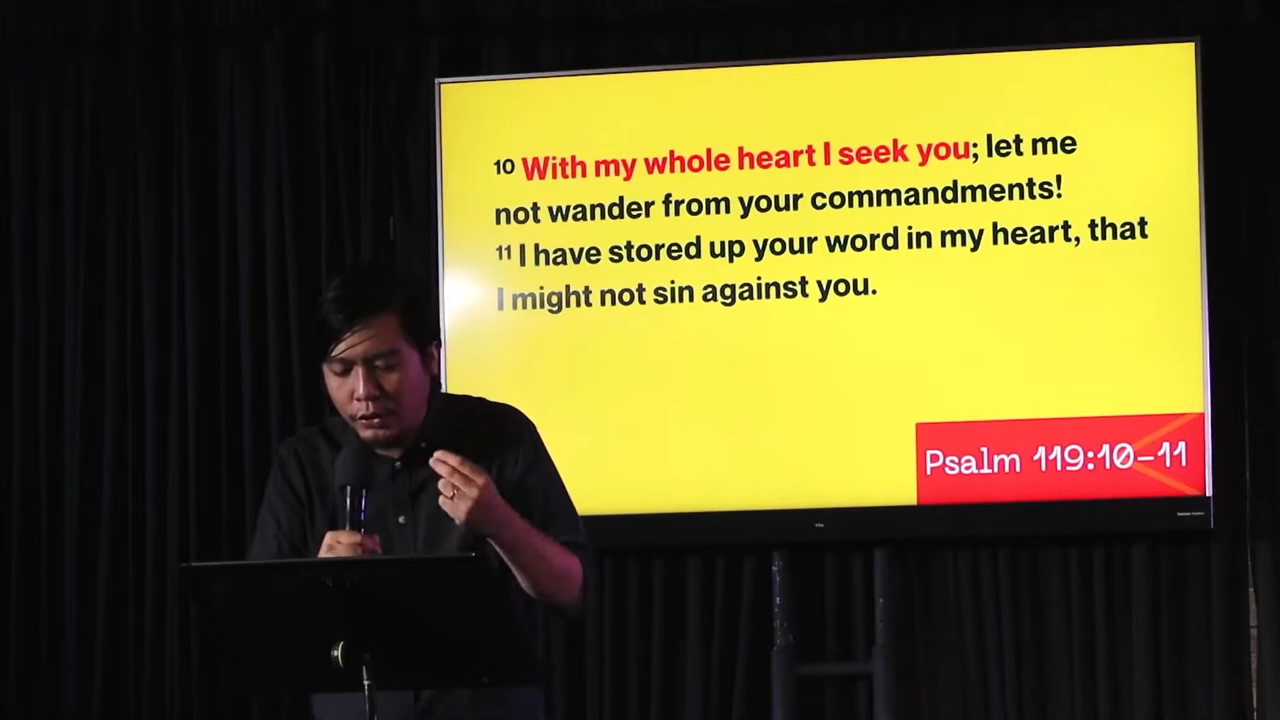 10 With my whole heart I seek you; let me
not wander from your commandments!
11 I have stored up your word in my heart, that
I might not sin against you.
Psalm 119:10–11